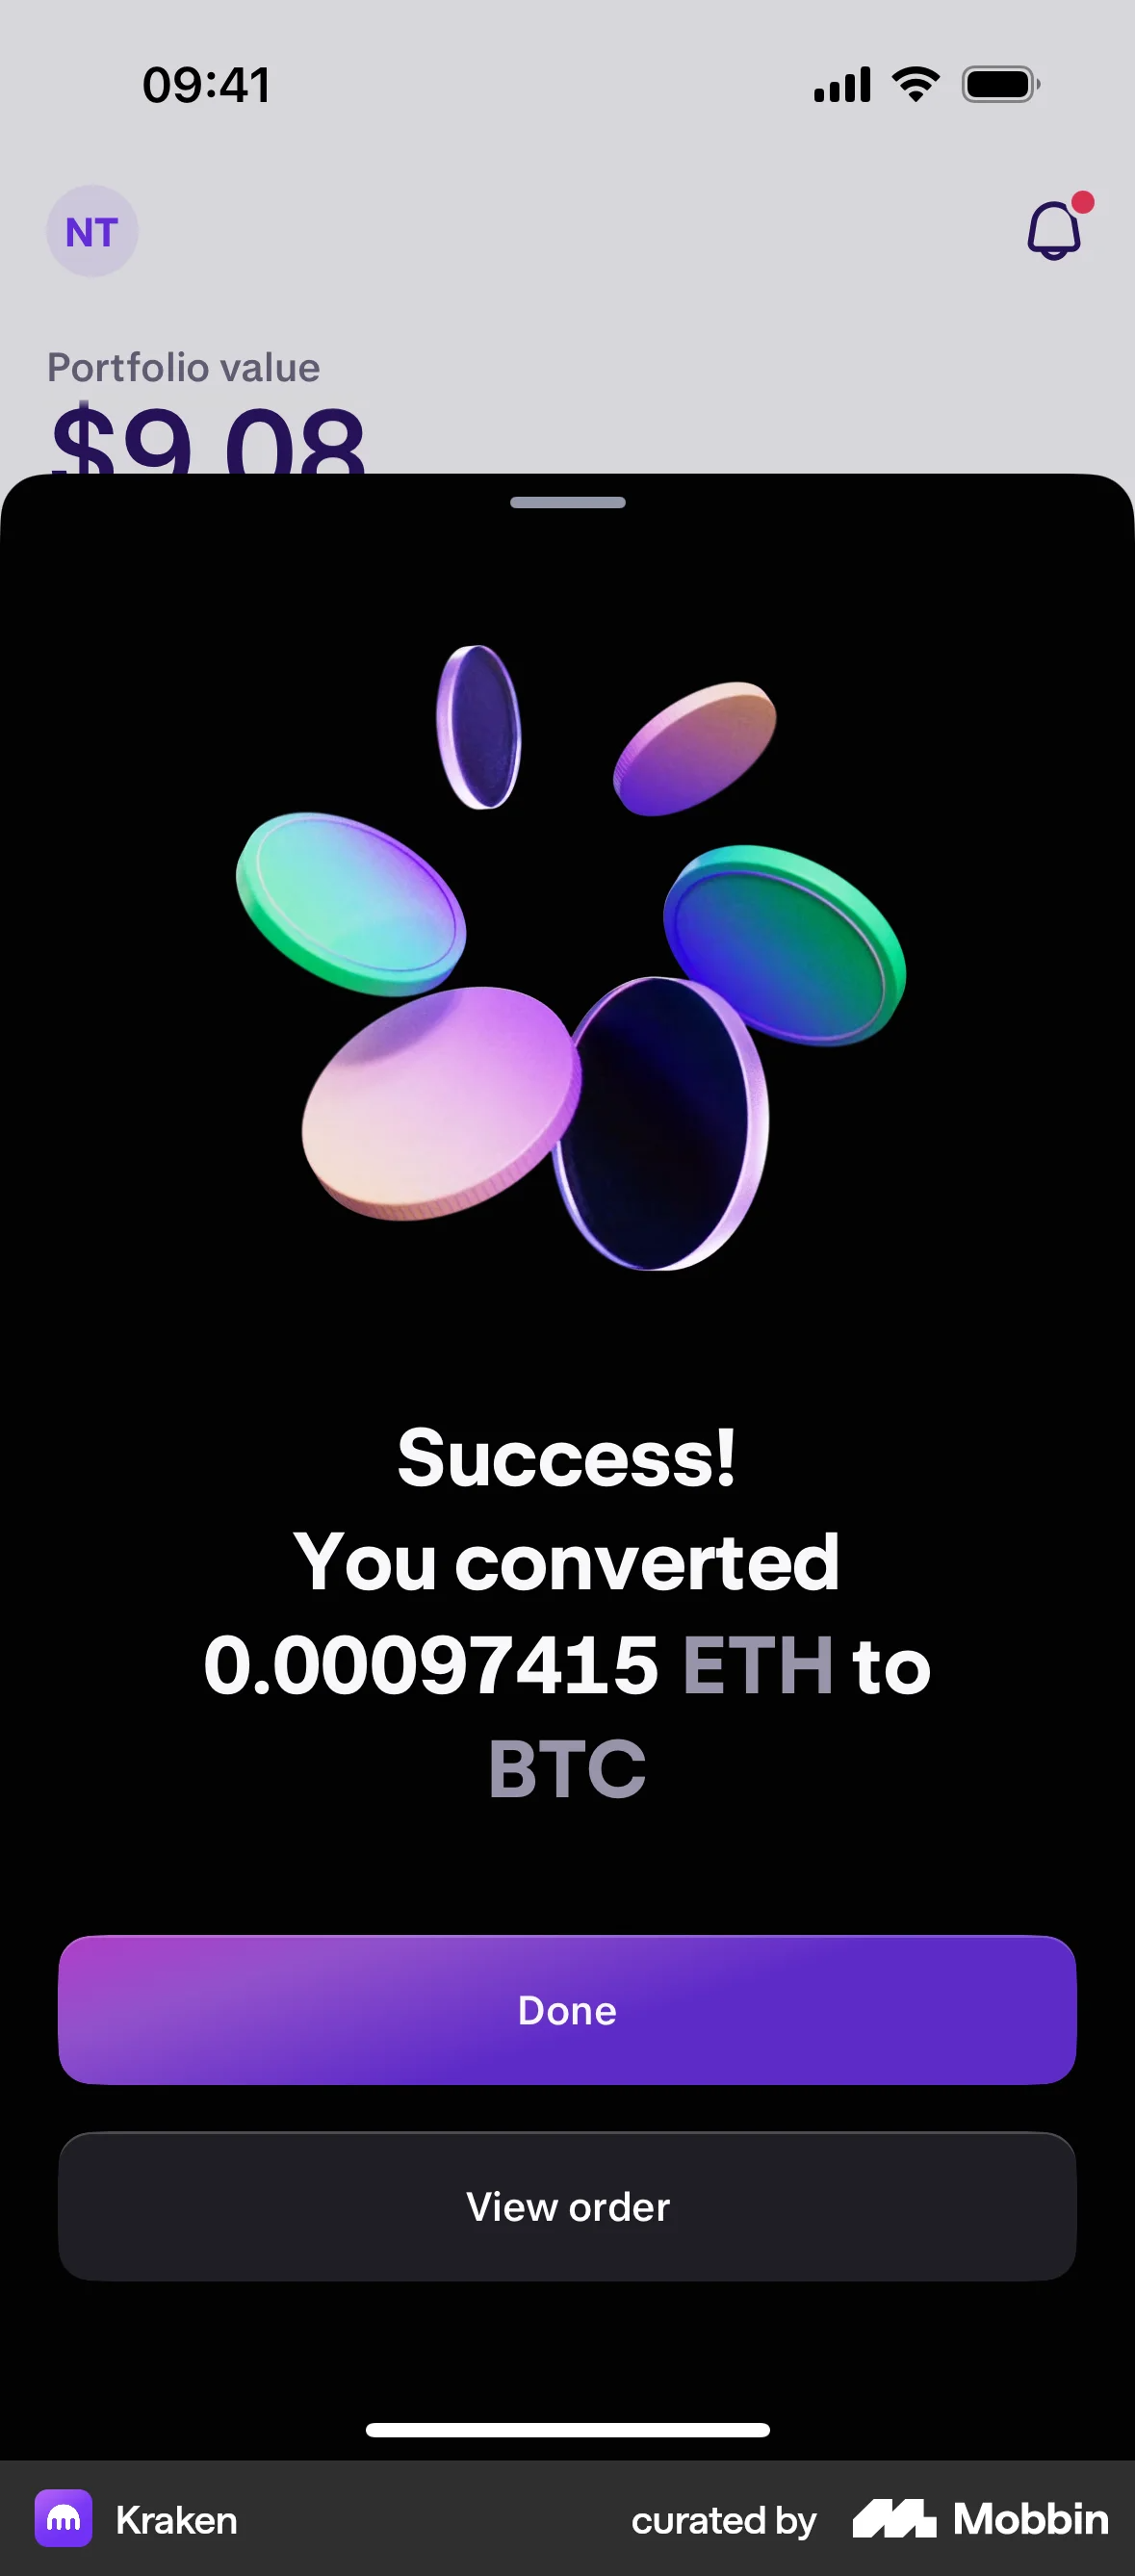 09:41
NT
Portfolio value
$9.08
Success!
You converted
0.00097415 ETH to
BTC
Done
View order
Kraken
curated by Mobbin